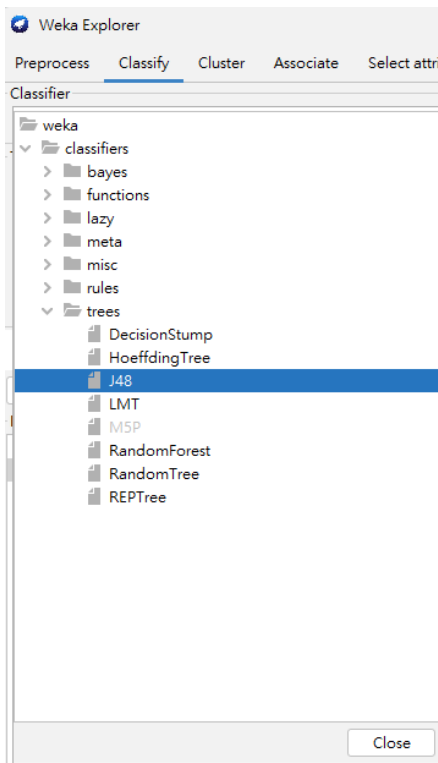 Weka Explorer
Preprocess Classify Cluster Associate Select attri
Classifier
weka
classifiers
bayes
functions
lazy
meta
misc
rules
trees
DecisionStump
HoeffdingTree
J48
LMT
M5P
RandomForest
RandomTree
REPTree
Close